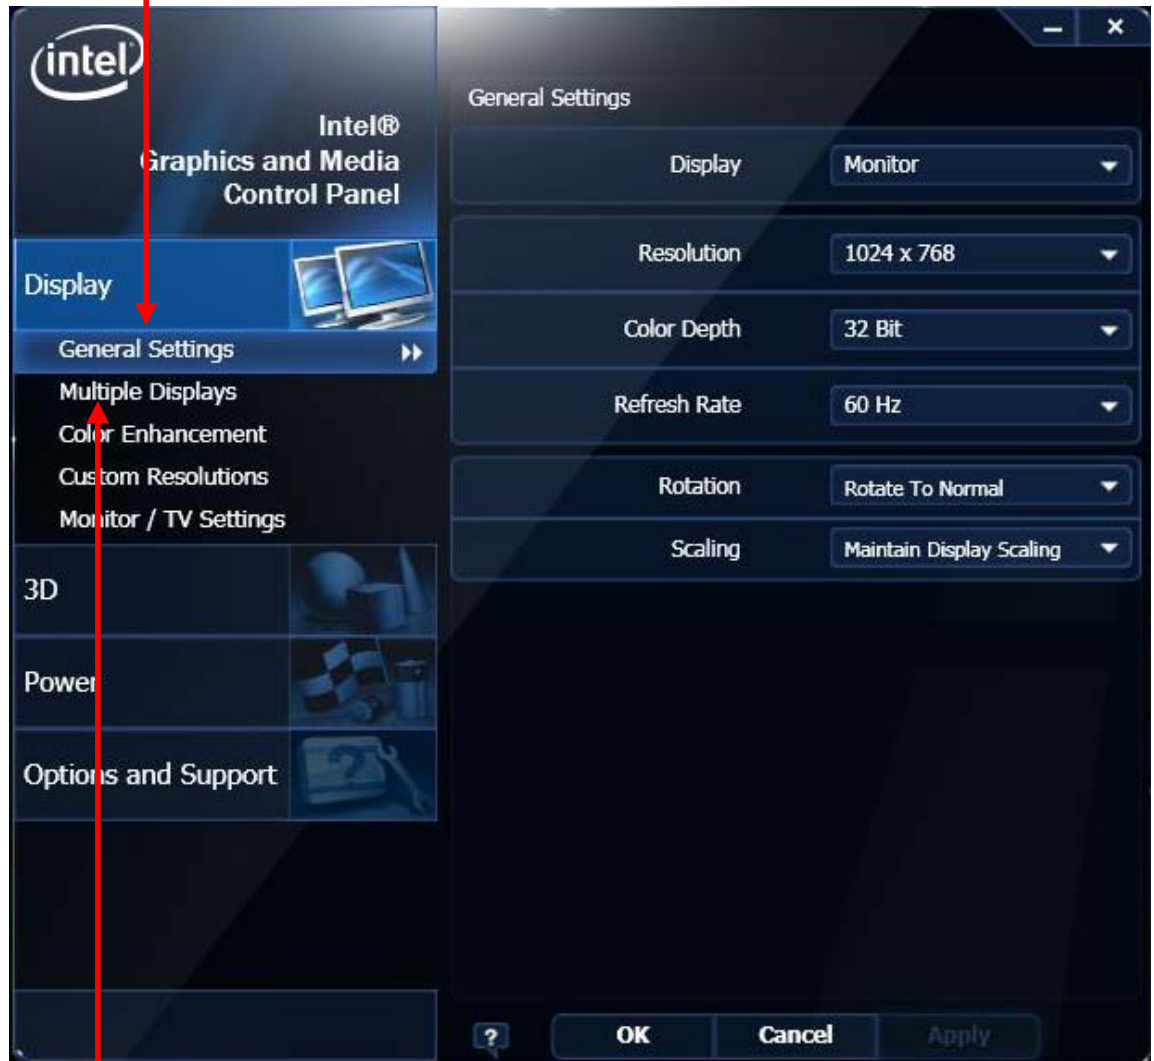 intel
Intel®
Graphics and Media
Control Panel
Display
General Settings
Multiple Displays
Color Enhancement
Custom Resolutions
Monitor / TV Settings
3D
Power
Options and Support
General Settings
Display Monitor
Resolution 1024 x 768
Color Depth 32 Bit
Refresh Rate 60 Hz
Rotation Rotate To Normal
Scaling Maintain Display Scaling
? OK Cancel Apply